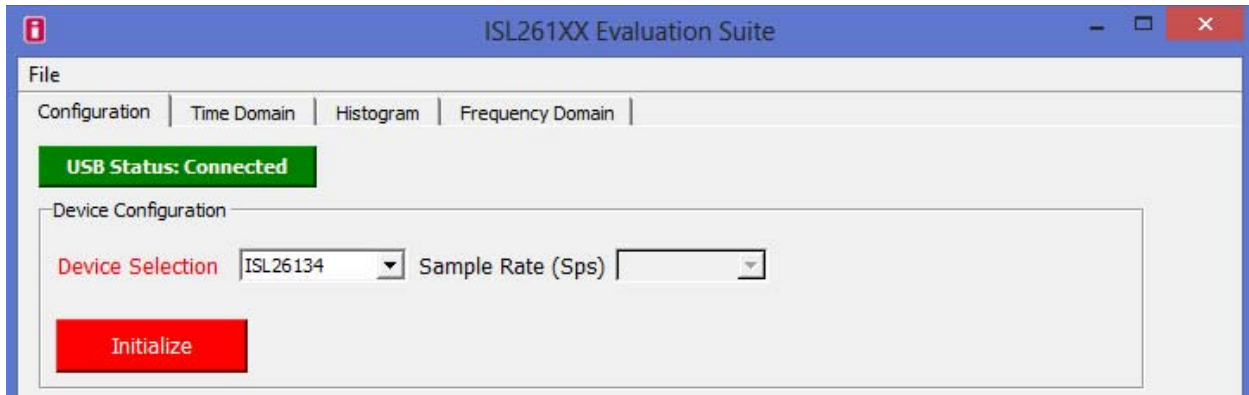 ISL261XX Evaluation Suite
File
Configuration Time Domain Histogram Frequency Domain
USB Status: Connected
Device Configuration
Device Selection ISL26134 Sample Rate (Sps)
Initialize